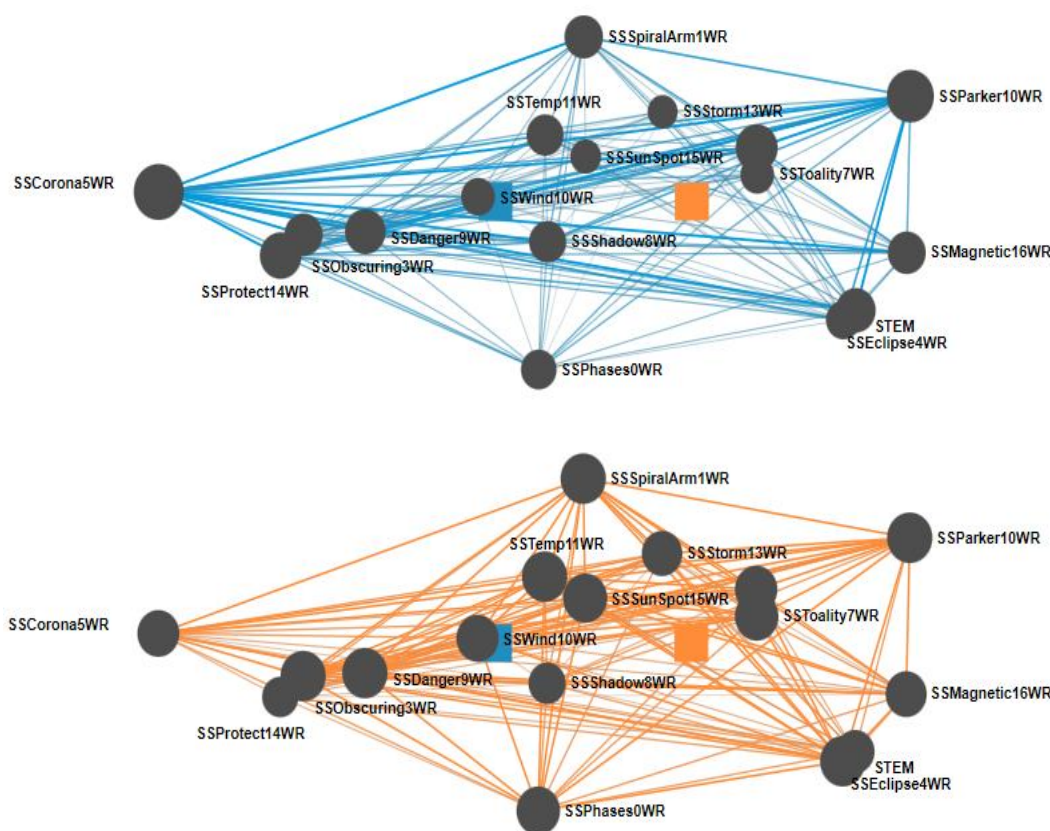 SSSpiralArm1WR
SSParker10WR
SSTemp11WR
SSStorm13WR
SSSunSpot15WR
SSToality7WR
SSCorona5WR
SSWind10WR
SSDanger9WR
SSShadow8WR
SSMagnetic16WR
SSObscuring3WR
SSProtect14WR
STEM
SSEclipse4WR
SSPhases0WR
SSSpiralArm1WR
SSParker10WR
SSTemp11WR
SSStorm13WR
SSSunSpot15WR
SSToality7WR
SSCorona5WR
SSWind10WR
SSDanger9WR
SSShadow8WR
SSMagnetic16WR
SSObscuring3WR
SSProtect14WR
STEM
SSEclipse4WR
SSPhases0WR